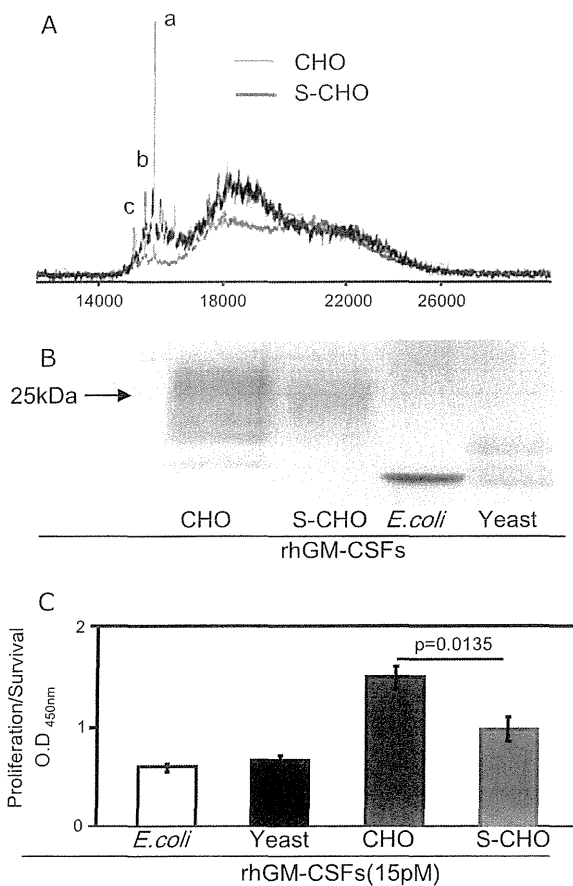 A
a
CHO
S-CHO
b
c
14000 18000 22000 26000
B
25kDa
CHO S-CHO E.coli Yeast
rhGM-CSFs
C
2
p=0.0135
Proliferation/Survival
O.D 450nm
1
0
E.coli Yeast CHO S-CHO
rhGM-CSFs(15pM)